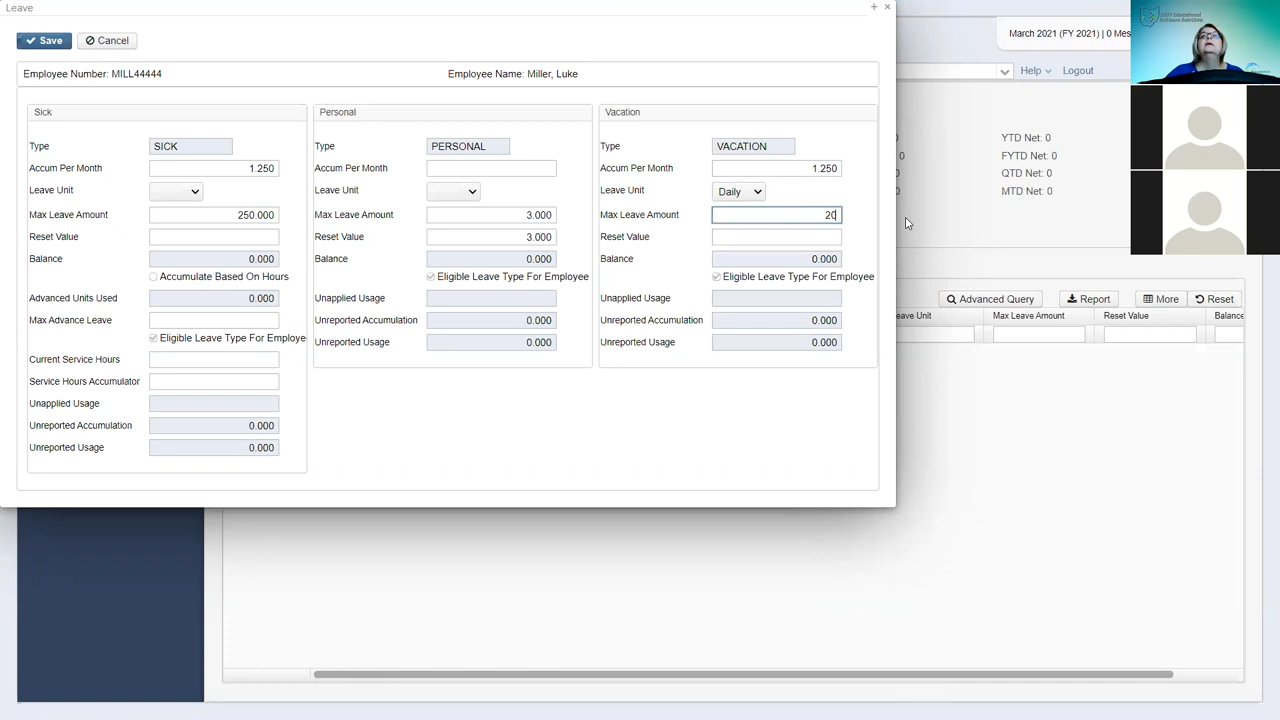 Leave
+ ×
March 2021 (FY 2021) | 0 Mes
Save Cancel
Help Logout
Employee Number: MILL44444 Employee Name: Miller, Luke
Sick
Type SICK
Accum Per Month 1.250
Leave Unit
Max Leave Amount 250.000
Reset Value
Balance 0.000
Accumulate Based On Hours
Advanced Units Used 0.000
Max Advance Leave
Eligible Leave Type For Employe
Current Service Hours
Service Hours Accumulator
Unapplied Usage
Unreported Accumulation 0.000
Unreported Usage 0.000
Personal
Type PERSONAL
Accum Per Month
Leave Unit
Max Leave Amount 3.000
Reset Value 3.000
Balance 0.000
Eligible Leave Type For Employee
Unapplied Usage
Unreported Accumulation 0.000
Unreported Usage 0.000
Vacation
Type VACATION
Accum Per Month 1.250
Leave Unit Daily
Max Leave Amount 20
Reset Value
Balance 0.000
Eligible Leave Type For Employee
Unapplied Usage
Unreported Accumulation 0.000
Unreported Usage 0.000
0 YTD Net: 0
0 FYTD Net: 0
QTD Net: 0
MTD Net: 0
Advanced Query Report More Reset
eave Unit Max Leave Amount Reset Value Balance